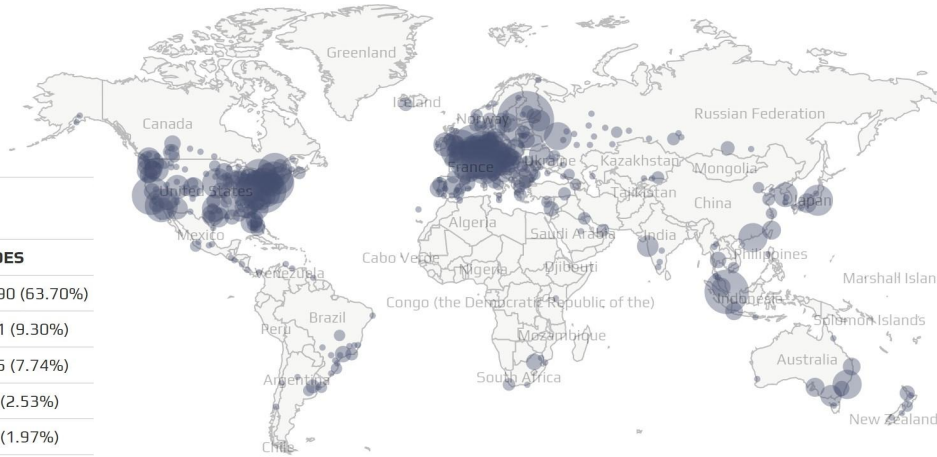 DES
90 (63.70%)
1 (9.30%)
5 (7.74%)
(2.53%)
(1.97%)
Greenland
Iceland
Canada
Norway
Russian Federation
France
Ukraine
Kazakhstan
Mongolia
United States
Tajikistan
China
Japan
Mexico
Algeria
Saudi Arabia
India
Cabo Verde
Nigeria
Djibouti
Philippines
Venezuela
Marshall Islan
Congo (the Democratic Republic of the)
Indonesia
Brazil
Peru
Mozambique
Solomon Islands
Argentina
South Africa
Australia
New Zealand
Chile